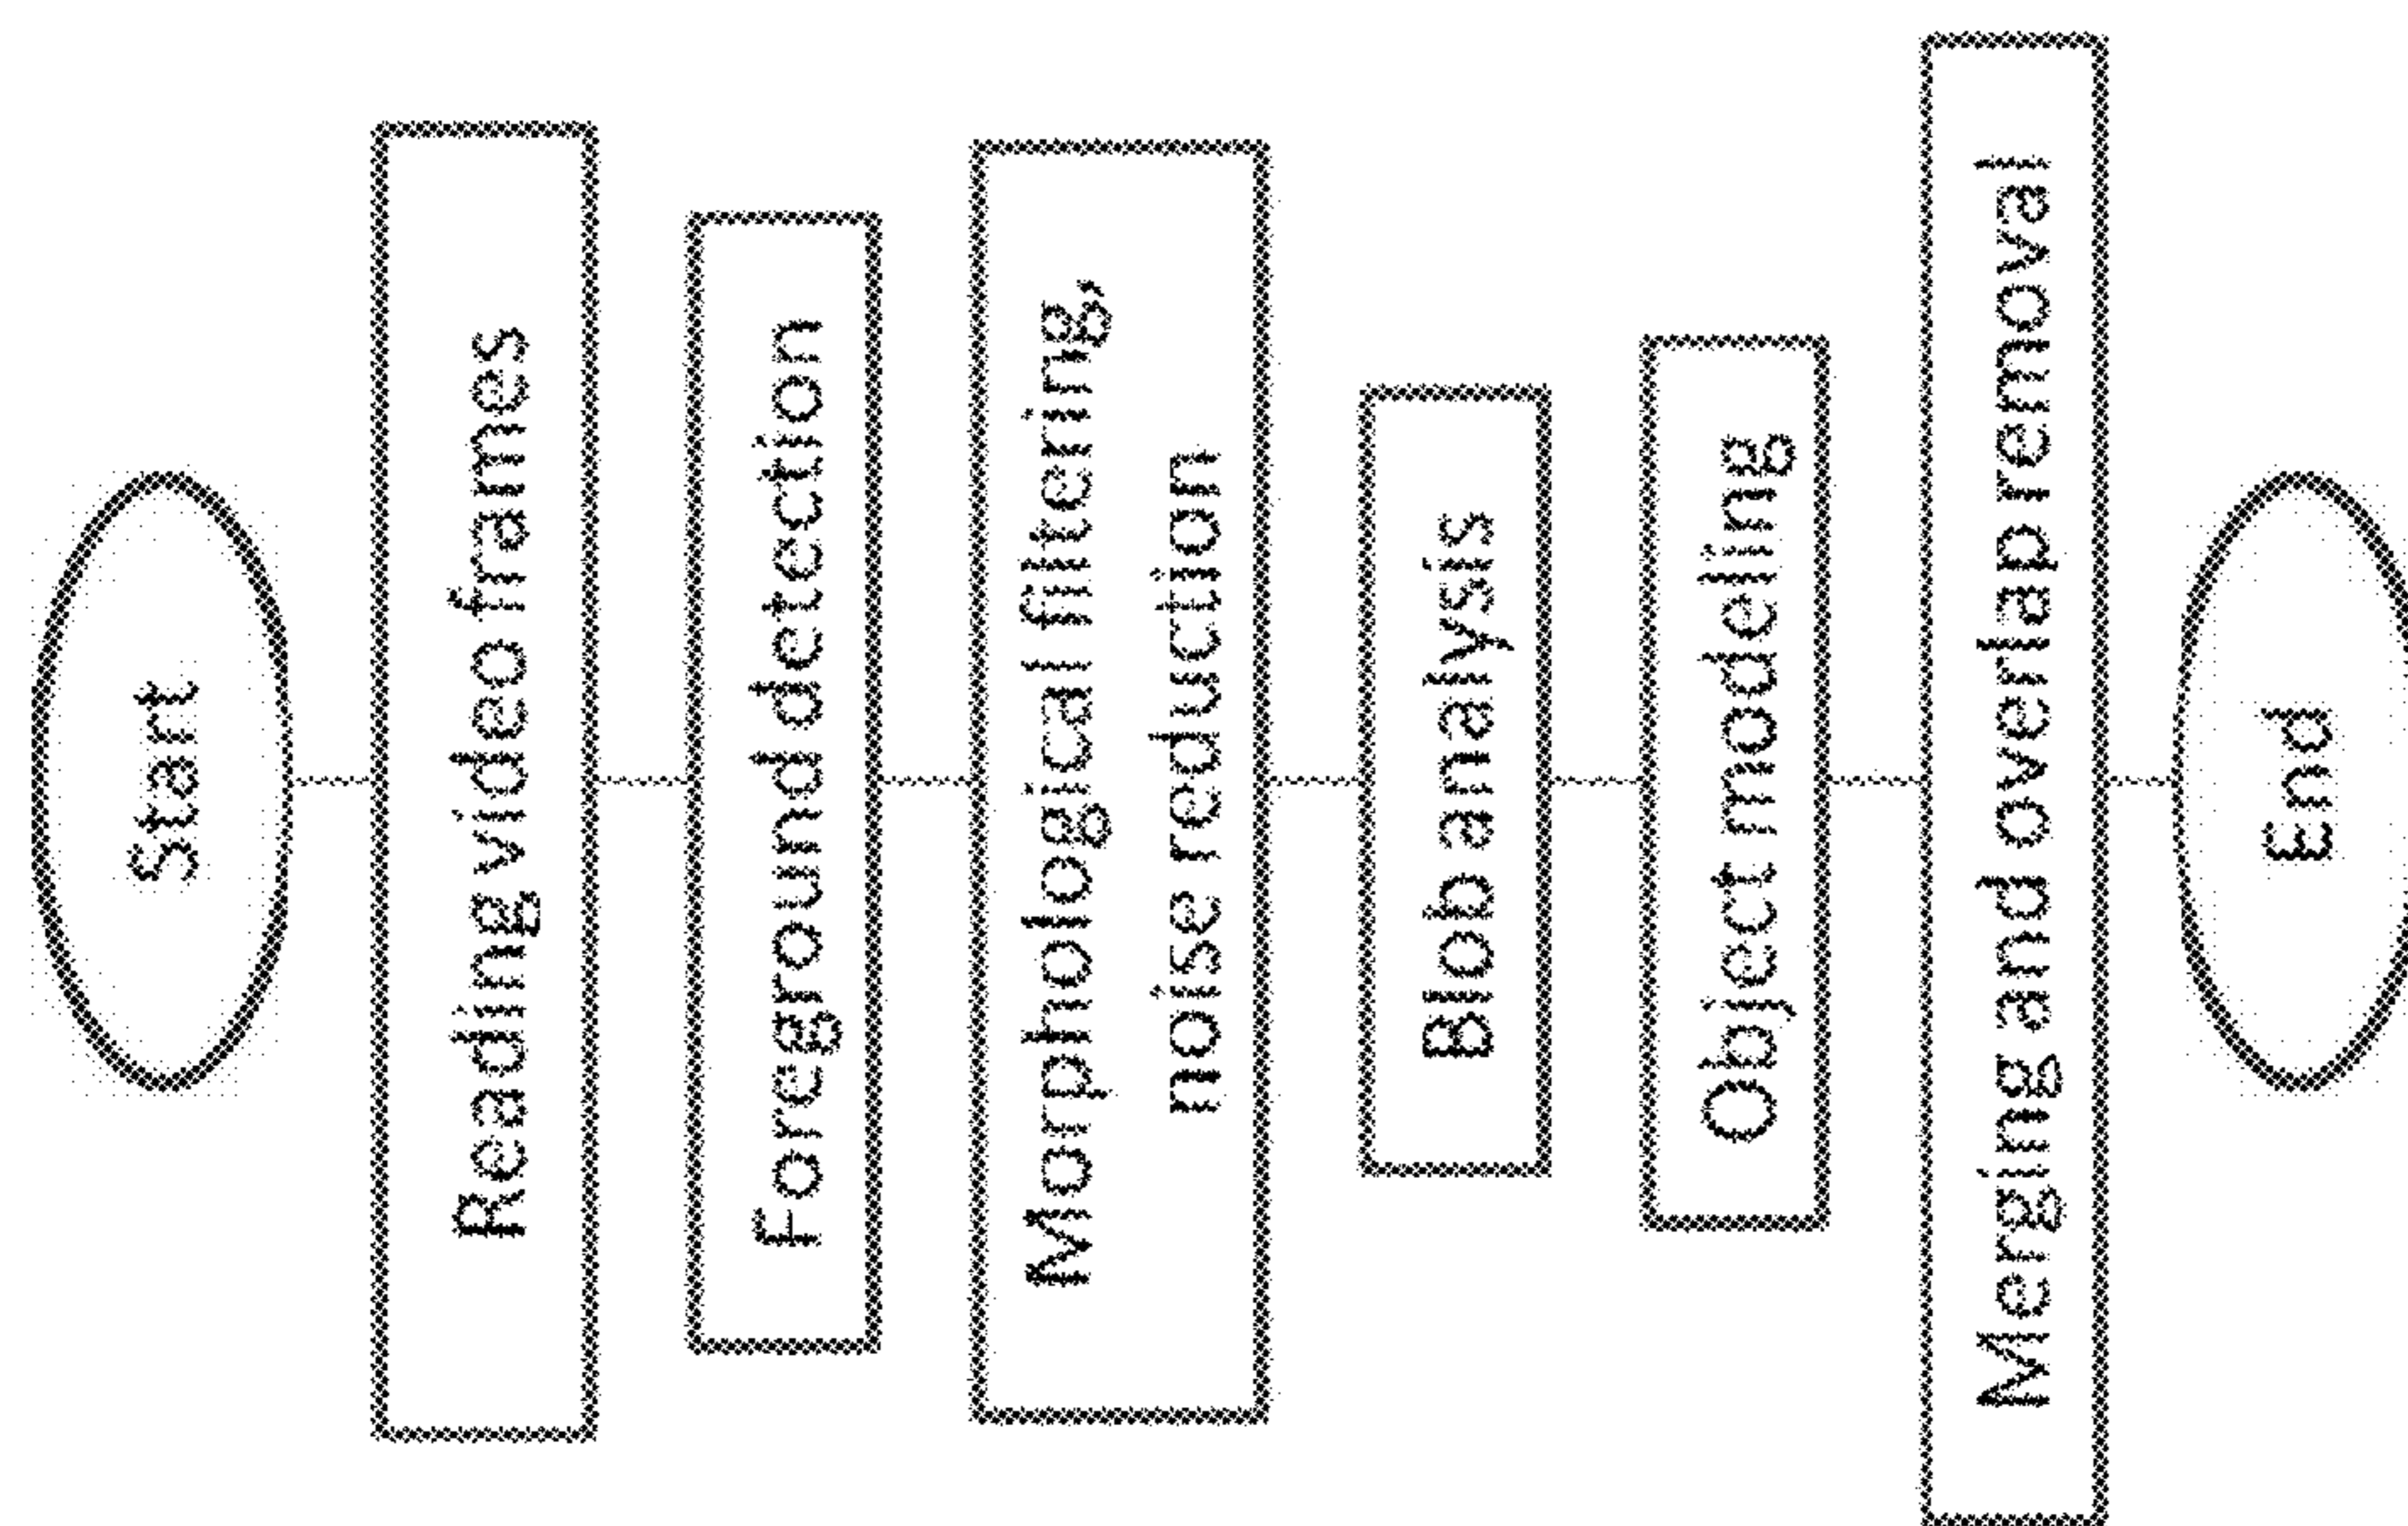 Start
Reading video frames
Foreground detection
Morphological filtering,
noise reduction
Blob analysis
Object modeling
Merging and overlap removal
End